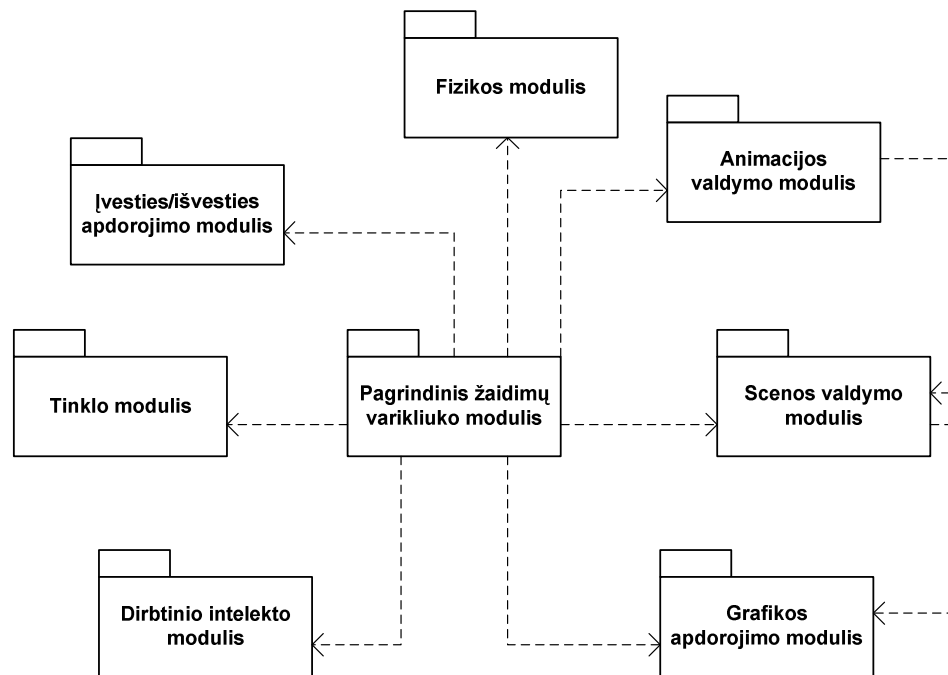 Fizikos modulis
Animacijos
valdymo modulis
Įvesties/išvesties
apdorojimo modulis
Tinklo modulis
Pagrindinis žaidimų
varikliuko modulis
Scenos valdymo
modulis
Dirbtinio intelekto
modulis
Grafikos
apdorojimo modulis